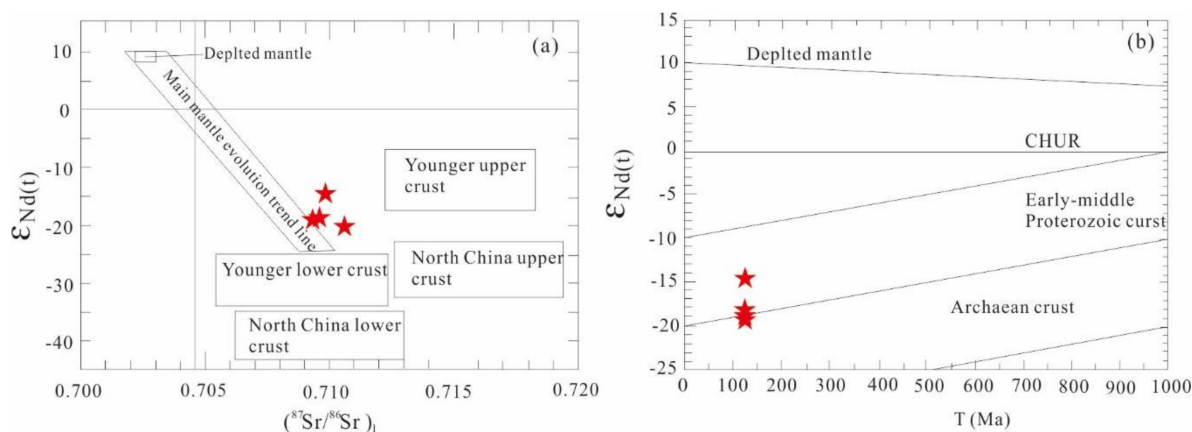 (a)
10
0
-10
-20
-30
-40
εNd(t)
Deplted mantle
Main mantle evolution trend line
Younger upper
crust
North China upper
crust
Younger lower crust
North China lower
crust
0.700
0.705
0.710
0.715
0.720
(⁸⁷Sr/⁸⁶Sr)i
(b)
15
10
5
0
-5
-10
-15
-20
-25
εNd(t)
Deplted mantle
CHUR
Early-middle
Proterozoic curst
Archaean crust
0
100
200
300
400
500
600
700
800
900
1000
T (Ma)